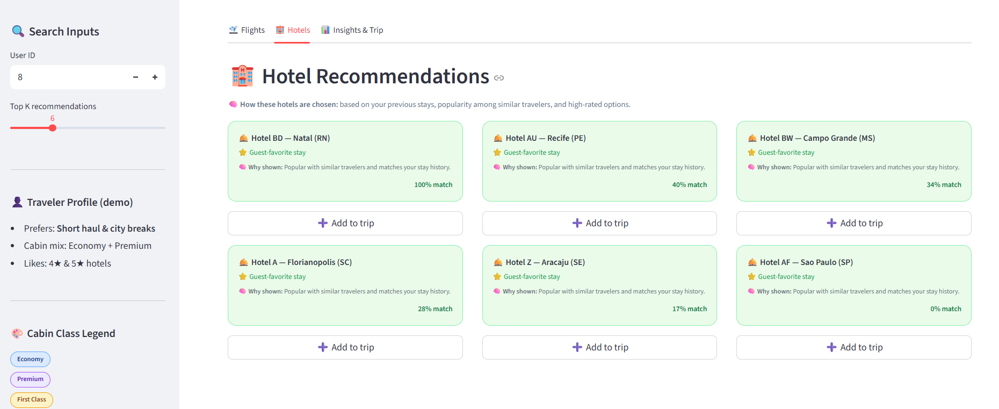 Search Inputs
User ID
8
Top K recommendations
6
Traveler Profile (demo)
Prefers: Short haul & city breaks
Cabin mix: Economy + Premium
Likes: 4★ & 5★ hotels
Cabin Class Legend
Economy
Premium
First Class
Flights
Hotels
Insights & Trip
Hotel Recommendations
How these hotels are chosen: based on your previous stays, popularity among similar travelers, and high-rated options.
Hotel BD — Natal (RN)
Guest-favorite stay
Why shown: Popular with similar travelers and matches your stay history.
100% match
Add to trip
Hotel AU — Recife (PE)
Guest-favorite stay
Why shown: Popular with similar travelers and matches your stay history.
40% match
Add to trip
Hotel BW — Campo Grande (MS)
Guest-favorite stay
Why shown: Popular with similar travelers and matches your stay history.
34% match
Add to trip
Hotel A — Florianopolis (SC)
Guest-favorite stay
Why shown: Popular with similar travelers and matches your stay history.
28% match
Add to trip
Hotel Z — Aracaju (SE)
Guest-favorite stay
Why shown: Popular with similar travelers and matches your stay history.
17% match
Add to trip
Hotel AF — Sao Paulo (SP)
Guest-favorite stay
Why shown: Popular with similar travelers and matches your stay history.
0% match
Add to trip